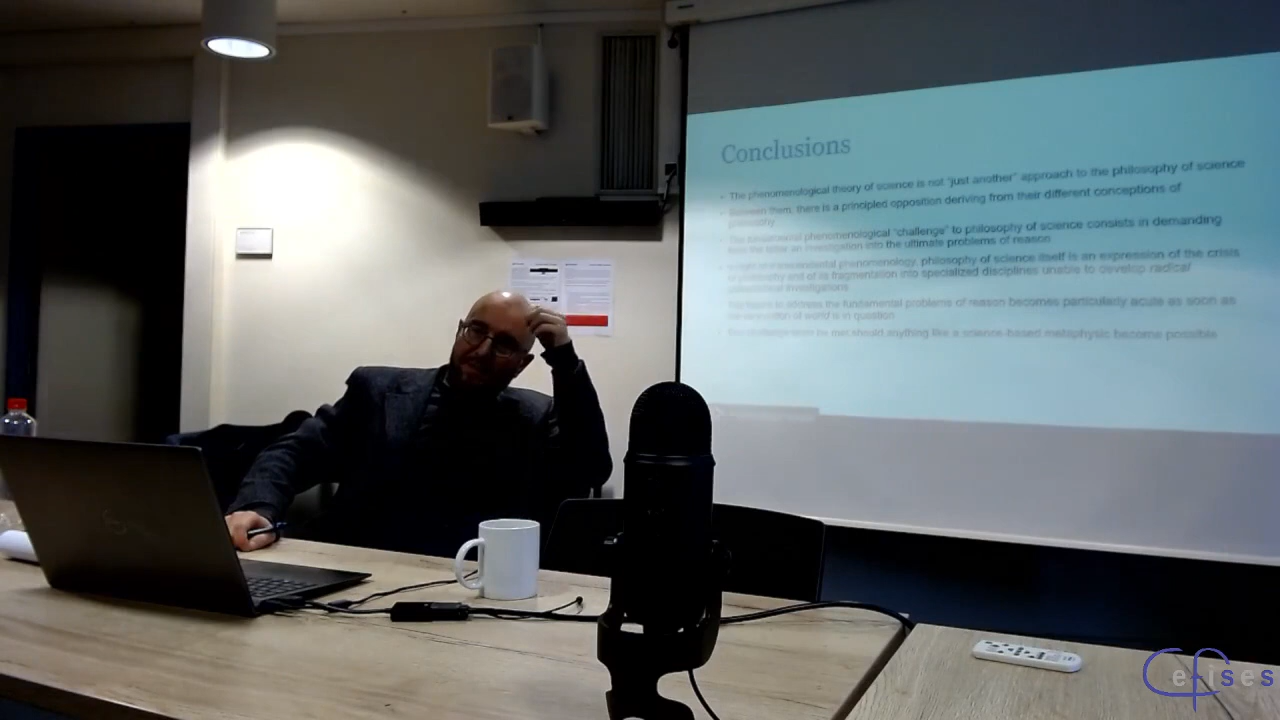 Conclusions
The phenomenological theory of science is not "just another" approach to the philosophy of science
Between them, there is a principled opposition deriving from their different conceptions of
philosophy
The fundamental phenomenological "challenge" to philosophy of science consists in demanding
from the latter an investigation into the ultimate problems of reason
transcendental phenomenology, philosophy of science itself is an expression of the crisis
of philosophy and of its fragmentation into specialized disciplines unable to develop radical
investigations
to address the fundamental problems of reason becomes particularly acute as soon as
the of world is in question
be met should anything like a science-based metaphysic become possible
Cefises